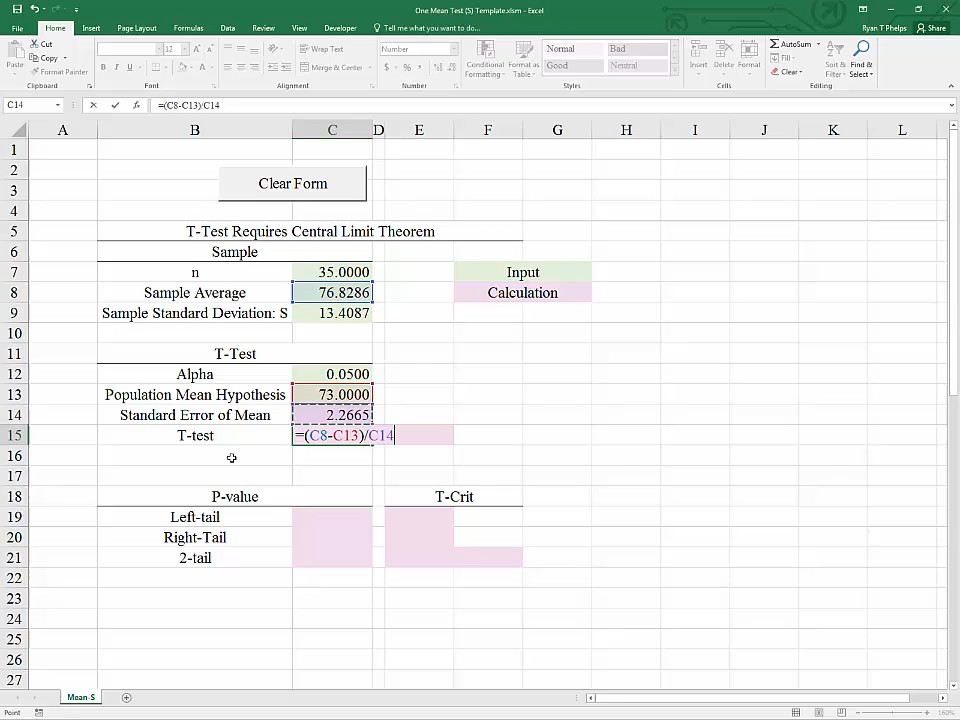 One Mean Test (S) Template.xlsm - Excel
Ryan T Phelps Share
File Home Insert Page Layout Formulas Data Review View Developer Tell me what you want to do...
Paste Cut Copy Format Painter Clipboard
12 A A B I U A Font
Wrap Text Merge & Center Alignment
Number $ % , Number
Conditional Formatting Format as Table Normal Bad Good Neutral Styles
Insert Delete Format Cells
AutoSum Fill Clear Sort & Filter Find & Select Editing
C14 fx =(C8-C13)/C14
A B C D E F G H I J K L
1
2
Clear Form
3
4
5 T-Test Requires Central Limit Theorem
6 Sample
7 n 35.0000 Input
8 Sample Average 76.8286 Calculation
9 Sample Standard Deviation: S 13.4087
10
11 T-Test
12 Alpha 0.0500
13 Population Mean Hypothesis 73.0000
14 Standard Error of Mean 2.2665
15 T-test =(C8-C13)/C14
16
17
18 P-value T-Crit
19 Left-tail
20 Right-Tail
21 2-tail
22
23
24
25
26
27
Mean-S
Point 160%